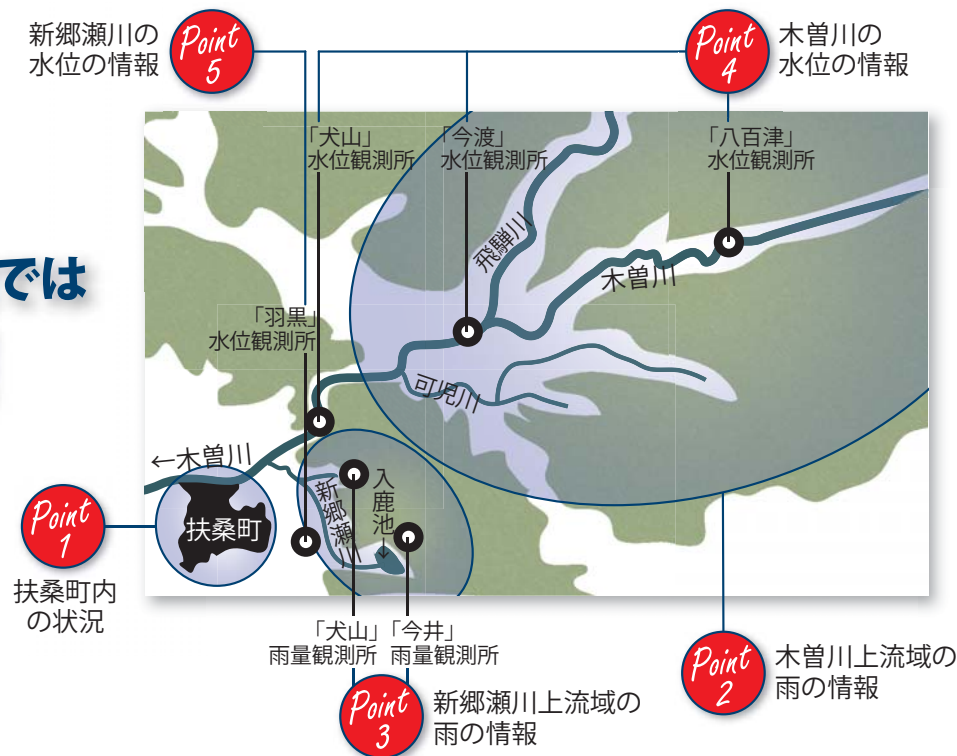 新郷瀬川の
水位の情報
Point
5
Point
4
木曽川の
水位の情報
「犬山」
水位観測所
「今渡」
水位観測所
「八百津」
水位観測所
では
飛騨川
木曽川
「羽黒」
水位観測所
可児川
←木曽川
Point
1
扶桑町
扶桑町内
の状況
新郷瀬川
入鹿池→
「犬山」
雨量観測所
「今井」
雨量観測所
Point
3
新郷瀬川上流域の
雨の情報
Point
2
木曽川上流域の
雨の情報